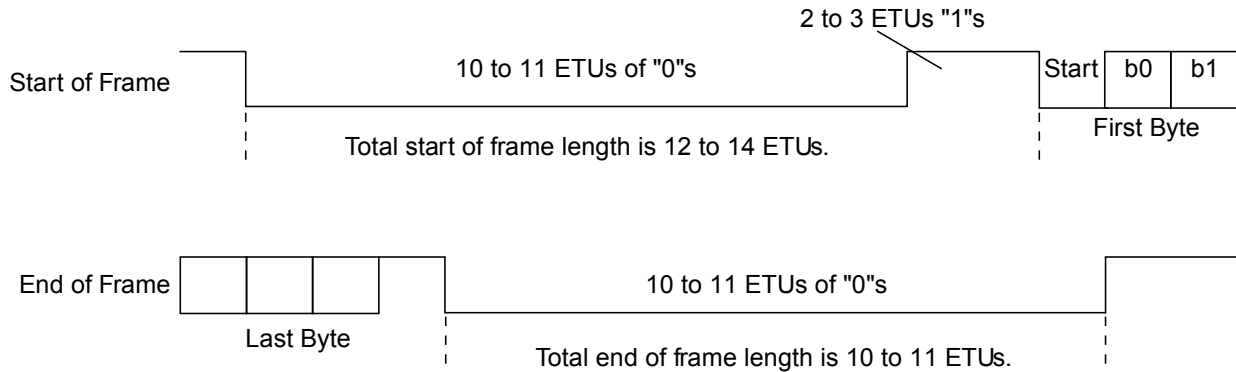 2 to 3 ETUs "1"s
Start of Frame
10 to 11 ETUs of "0"s
Start
b0
b1
First Byte
Total start of frame length is 12 to 14 ETUs.
End of Frame
10 to 11 ETUs of "0"s
Last Byte
Total end of frame length is 10 to 11 ETUs.